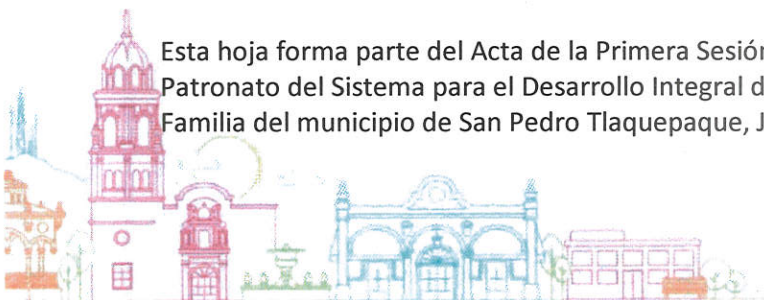 Esta hoja forma parte del Acta de la Primera Sesión
Patronato del Sistema para el Desarrollo Integral d
Familia del municipio de San Pedro Tlaquepaque, J